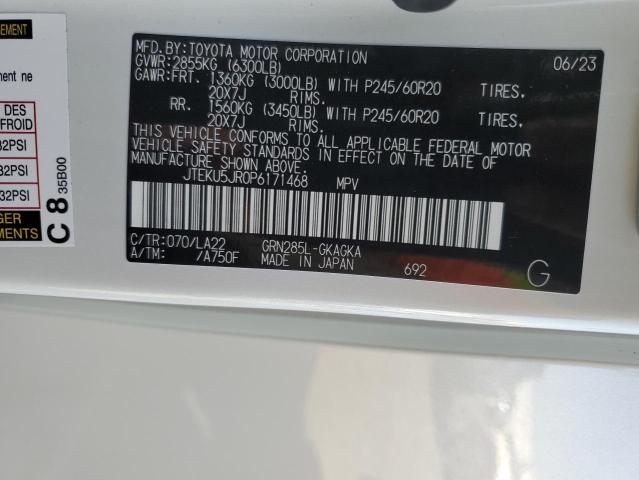 EMENT
ment ne
DES
FROID
32PSI
32PSI
32PSI
GER
EMENTS
C 8
35B00
MFD.BY:TOYOTA MOTOR CORPORATION 06/23
GVWR:2855KG (6300LB)
GAWR:FRT. 1360KG (3000LB) WITH P245/60R20 TIRES.
20X7J RIMS.
RR. 1560KG (3450LB) WITH P245/60R20 TIRES.
20X7J RIMS.
THIS VEHICLE CONFORMS TO ALL APPLICABLE FEDERAL MOTOR
VEHICLE SAFETY STANDARDS IN EFFECT ON THE DATE OF
MANUFACTURE SHOWN ABOVE.
JTEKU5JR0P6171468 MPV
C/TR:070/LA22 GRN285L-GKAGKA
A/TM: /A750F MADE IN JAPAN 692
G